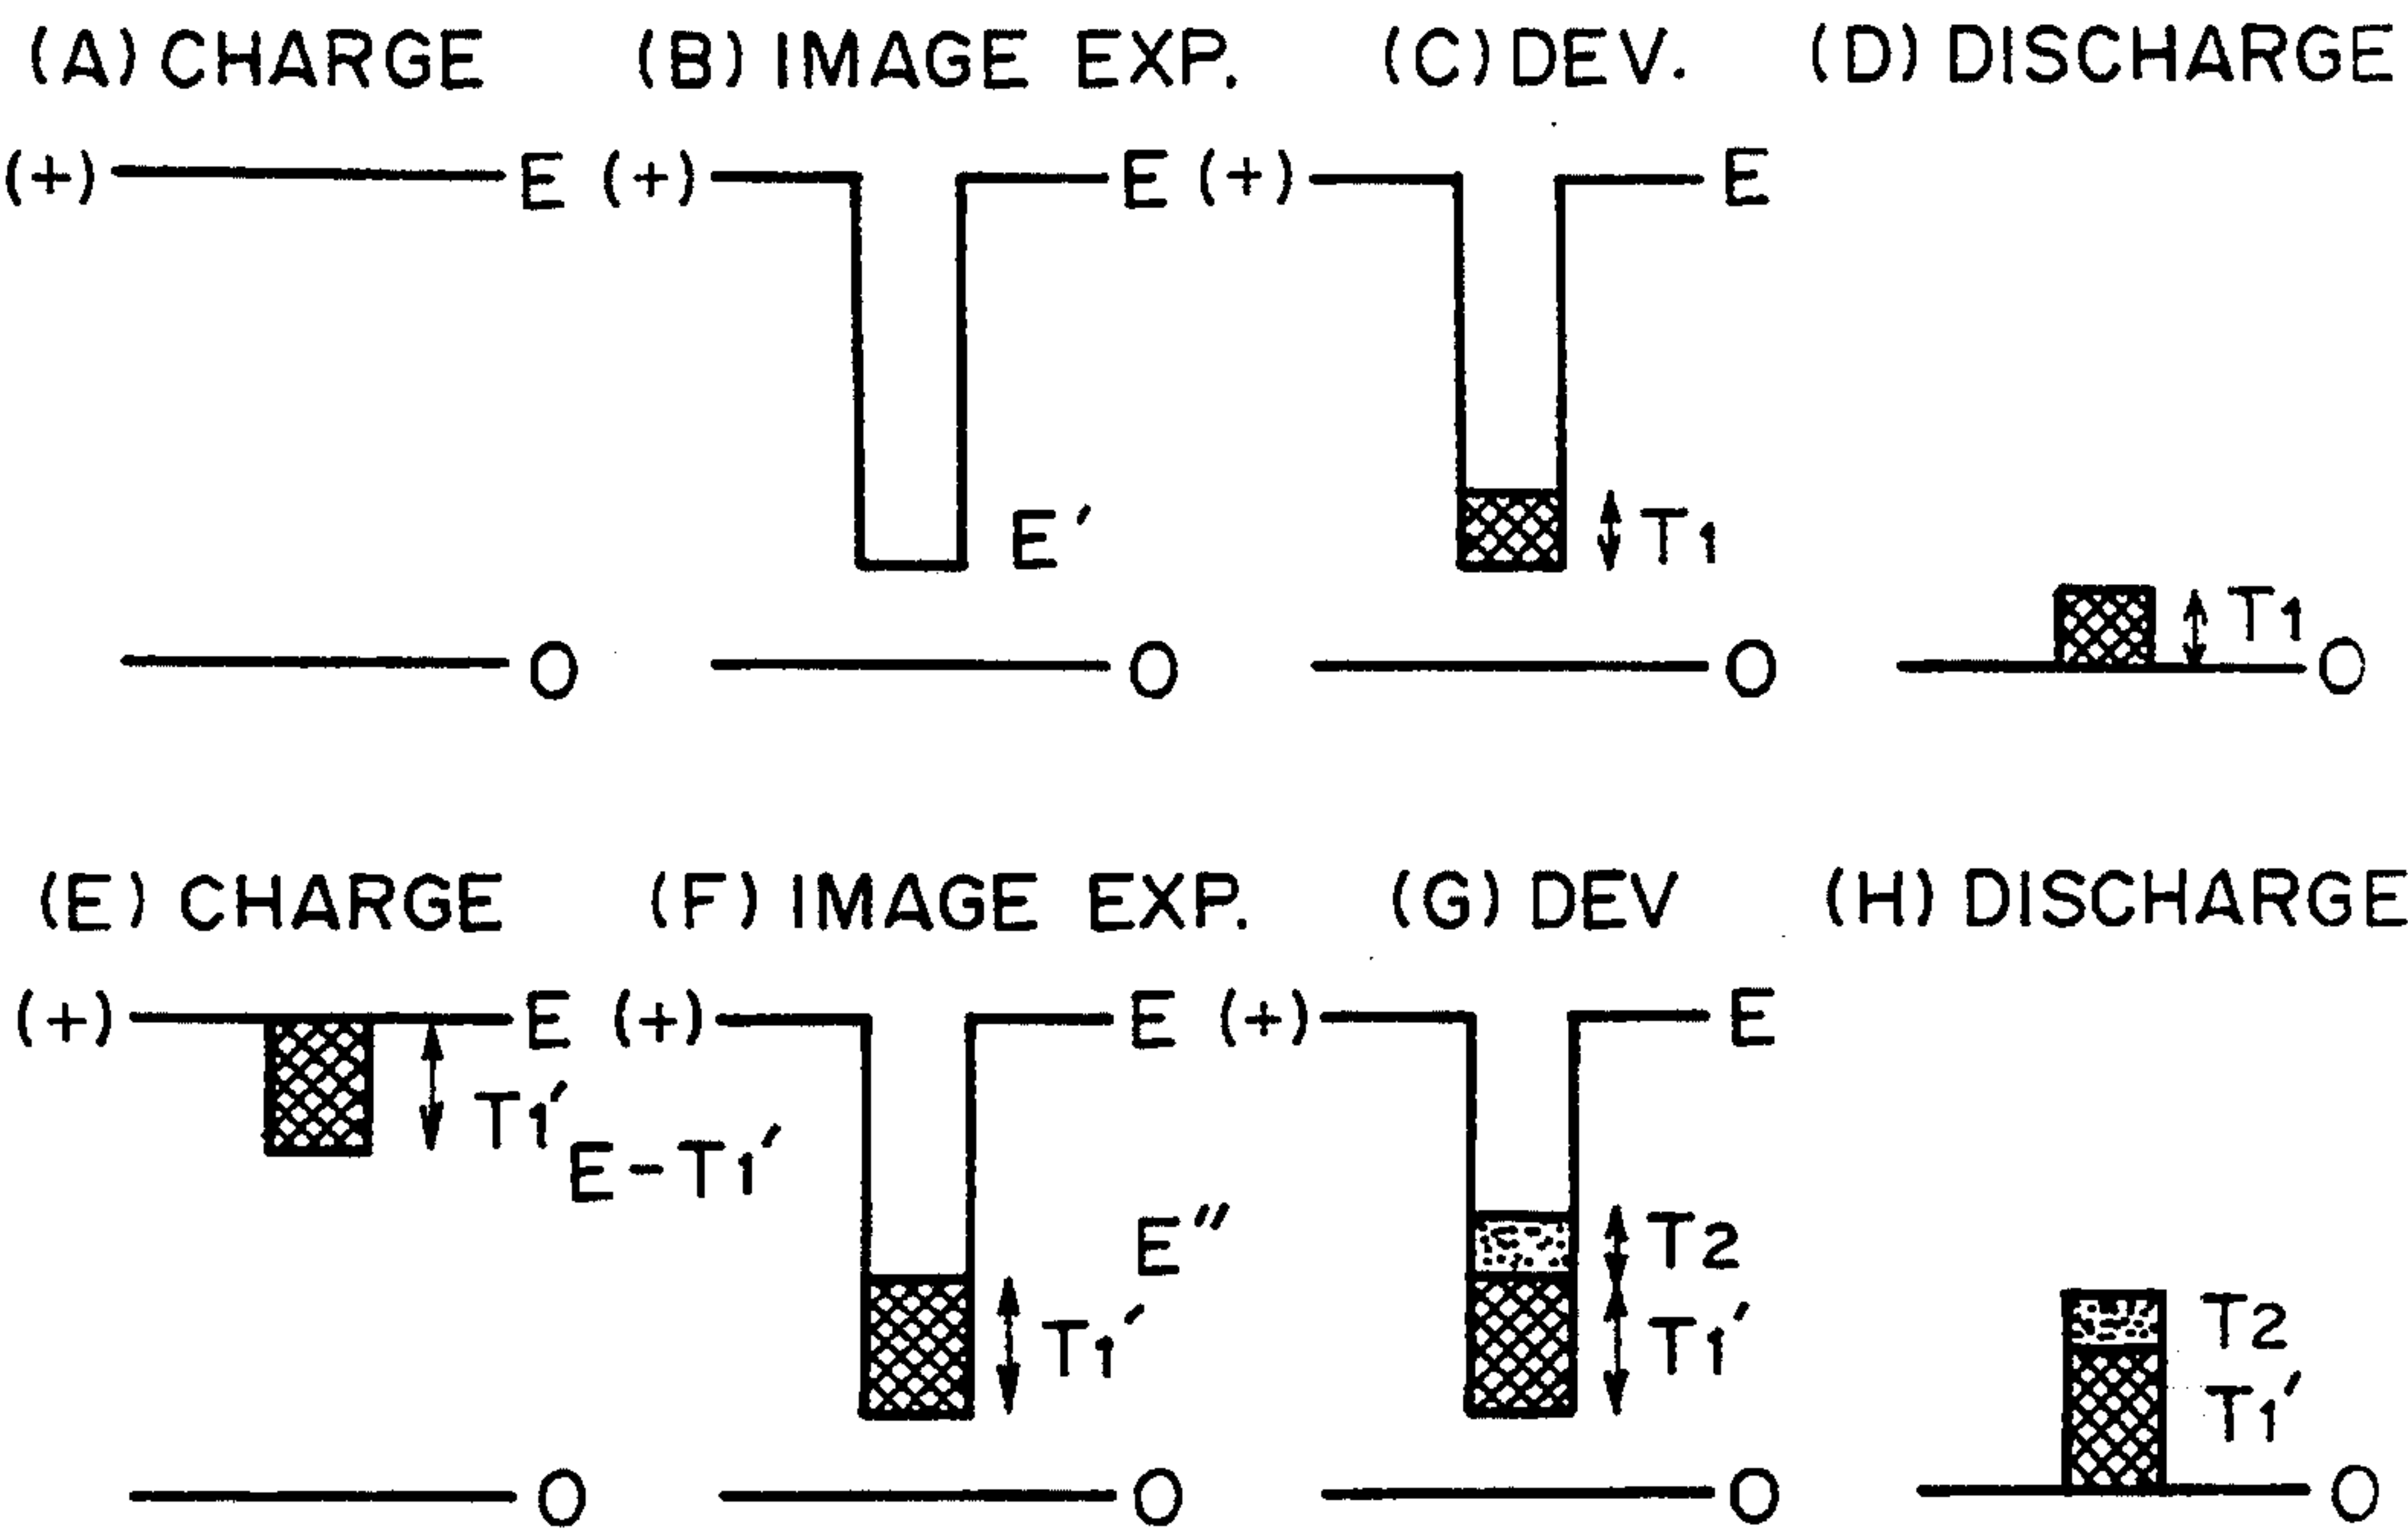 (A) CHARGE (B) IMAGE EXP. (C) DEV. (D) DISCHARGE
(+) E (+) E (+) E
E' T1
T1
O O O O
(E) CHARGE (F) IMAGE EXP. (G) DEV (H) DISCHARGE
(+) E (+) E (+) E
T1'
E-T1'
E" T2
T1' T1' T2
T1'
O O O O